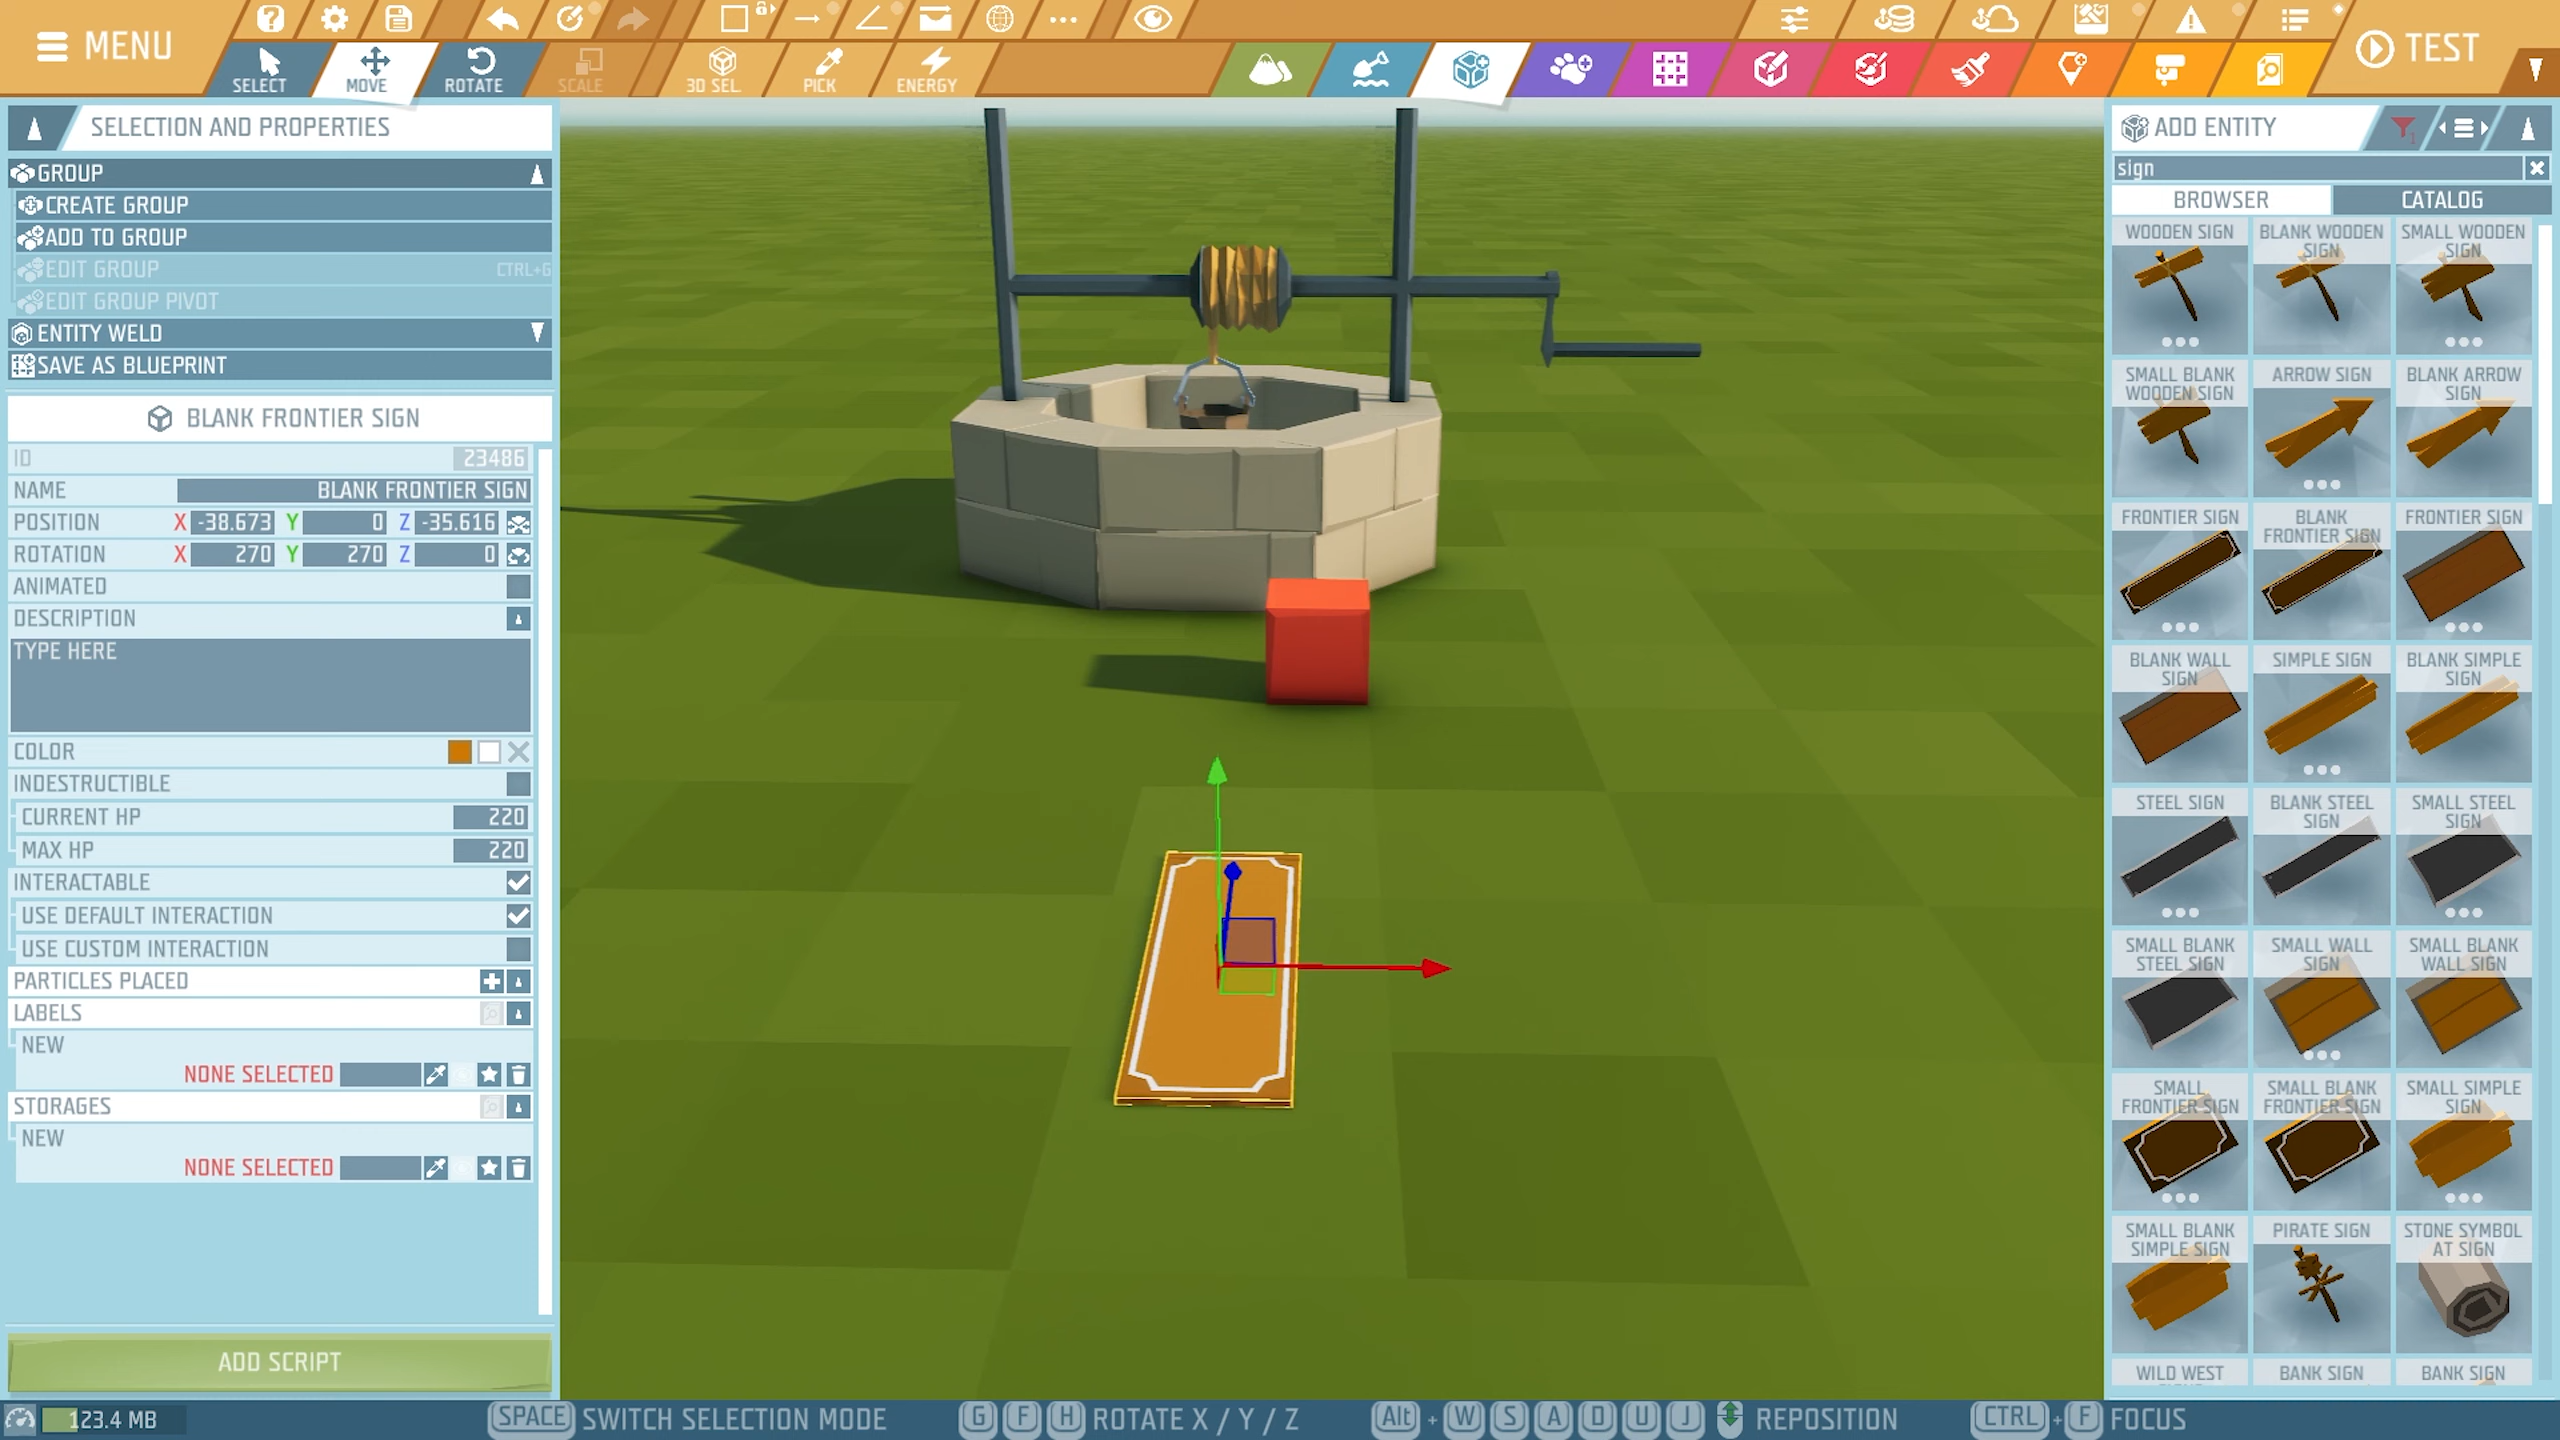 MENU
SELECT
MOVE
ROTATE
SCALE
3D SEL.
PICK
ENERGY
TEST
SELECTION AND PROPERTIES
GROUP
CREATE GROUP
ADD TO GROUP
EDIT GROUP CTRL+G
EDIT GROUP PIVOT
ENTITY WELD
SAVE AS BLUEPRINT
BLANK FRONTIER SIGN
ID 23486
NAME BLANK FRONTIER SIGN
POSITION X -38.673 Y 0 Z -35.616
ROTATION X 270 Y 270 Z 0
ANIMATED
DESCRIPTION
TYPE HERE
COLOR
INDESTRUCTIBLE
CURRENT HP 220
MAX HP 220
INTERACTABLE
USE DEFAULT INTERACTION
USE CUSTOM INTERACTION
PARTICLES PLACED
LABELS
NEW
NONE SELECTED
STORAGES
NEW
NONE SELECTED
ADD SCRIPT
ADD ENTITY
sign
BROWSER CATALOG
WOODEN SIGN
BLANK WOODEN
SIGN
SMALL WOODEN
SIGN
SMALL BLANK
WOODEN SIGN
ARROW SIGN
BLANK ARROW
SIGN
FRONTIER SIGN
BLANK
FRONTIER SIGN
FRONTIER SIGN
BLANK WALL
SIGN
SIMPLE SIGN
BLANK SIMPLE
SIGN
STEEL SIGN
BLANK STEEL
SIGN
SMALL STEEL
SIGN
SMALL BLANK
STEEL SIGN
SMALL WALL
SIGN
SMALL BLANK
WALL SIGN
SMALL
FRONTIER SIGN
SMALL BLANK
FRONTIER SIGN
SMALL SIMPLE
SIGN
SMALL BLANK
SIMPLE SIGN
PIRATE SIGN
STONE SYMBOL
AT SIGN
WILD WEST
BANK SIGN
BANK SIGN
123.4 MB
SPACE SWITCH SELECTION MODE
G F H ROTATE X / Y / Z
Alt + W S A D U J REPOSITION
CTRL + F FOCUS